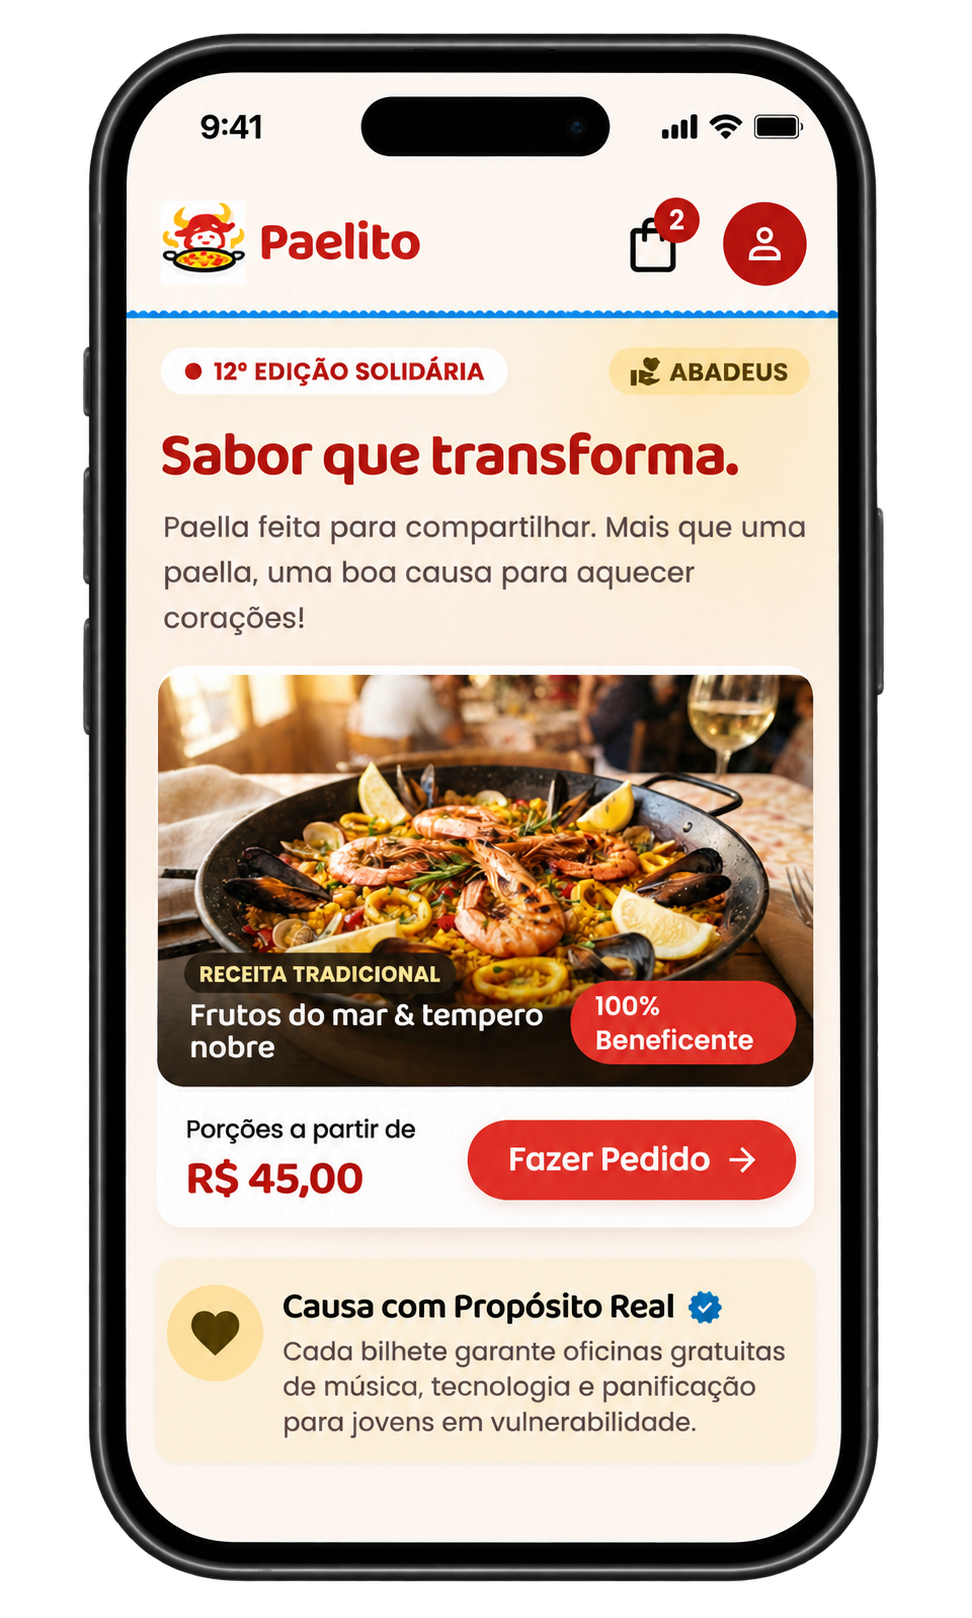 9:41
Paelito
2
12º EDIÇÃO SOLIDÁRIA
ABADEUS
Sabor que transforma.
Paella feita para compartilhar. Mais que uma
paella, uma boa causa para aquecer
corações!
RECEITA TRADICIONAL
Frutos do mar & tempero
nobre
100%
Beneficente
Porções a partir de
R$ 45,00
Fazer Pedido →
Causa com Propósito Real
Cada bilhete garante oficinas gratuitas
de música, tecnologia e panificação
para jovens em vulnerabilidade.